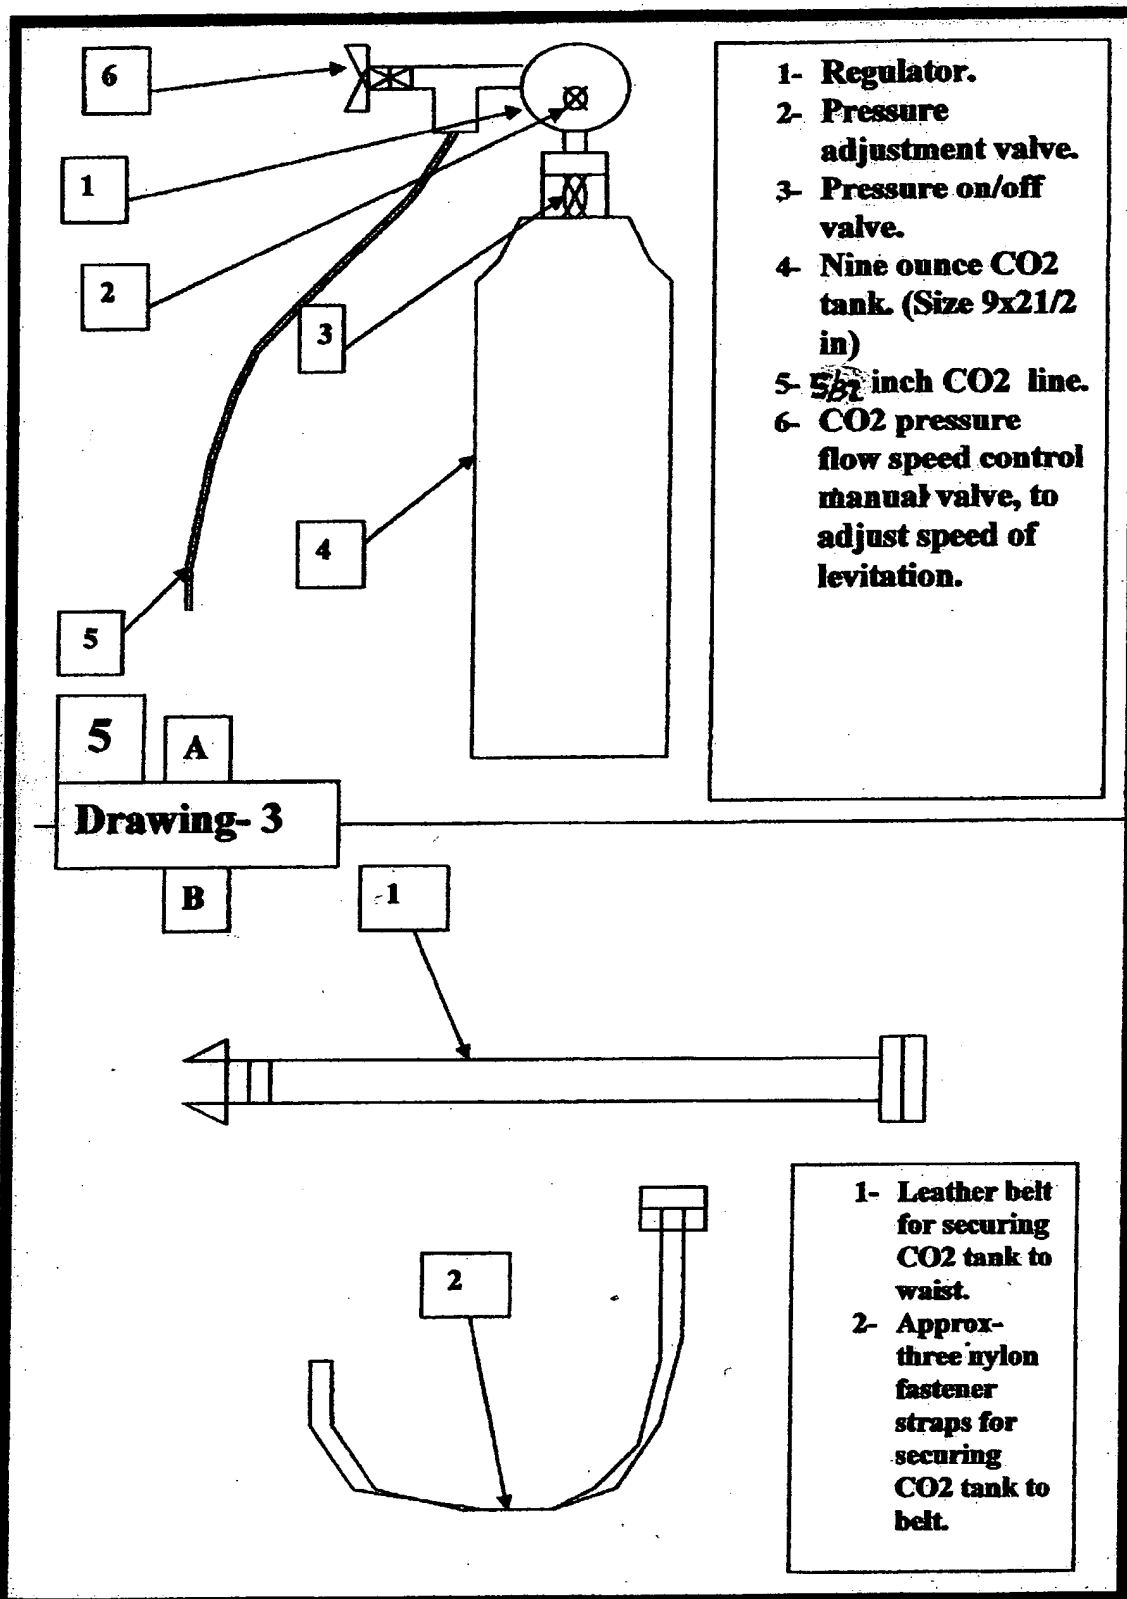 6
1
2
3
4
5
1- Regulator.
2- Pressure
adjustment valve.
3- Pressure on/off
valve.
4- Nine ounce CO2
tank. (Size 9x21/2
in)
5- 5/32 inch CO2 line.
6- CO2 pressure
flow speed control
manual valve, to
adjust speed of
levitation.
5
A
Drawing- 3
B
1
2
1- Leather belt
for securing
CO2 tank to
waist.
2- Approx-
three nylon
fastener
straps for
securing
CO2 tank to
belt.